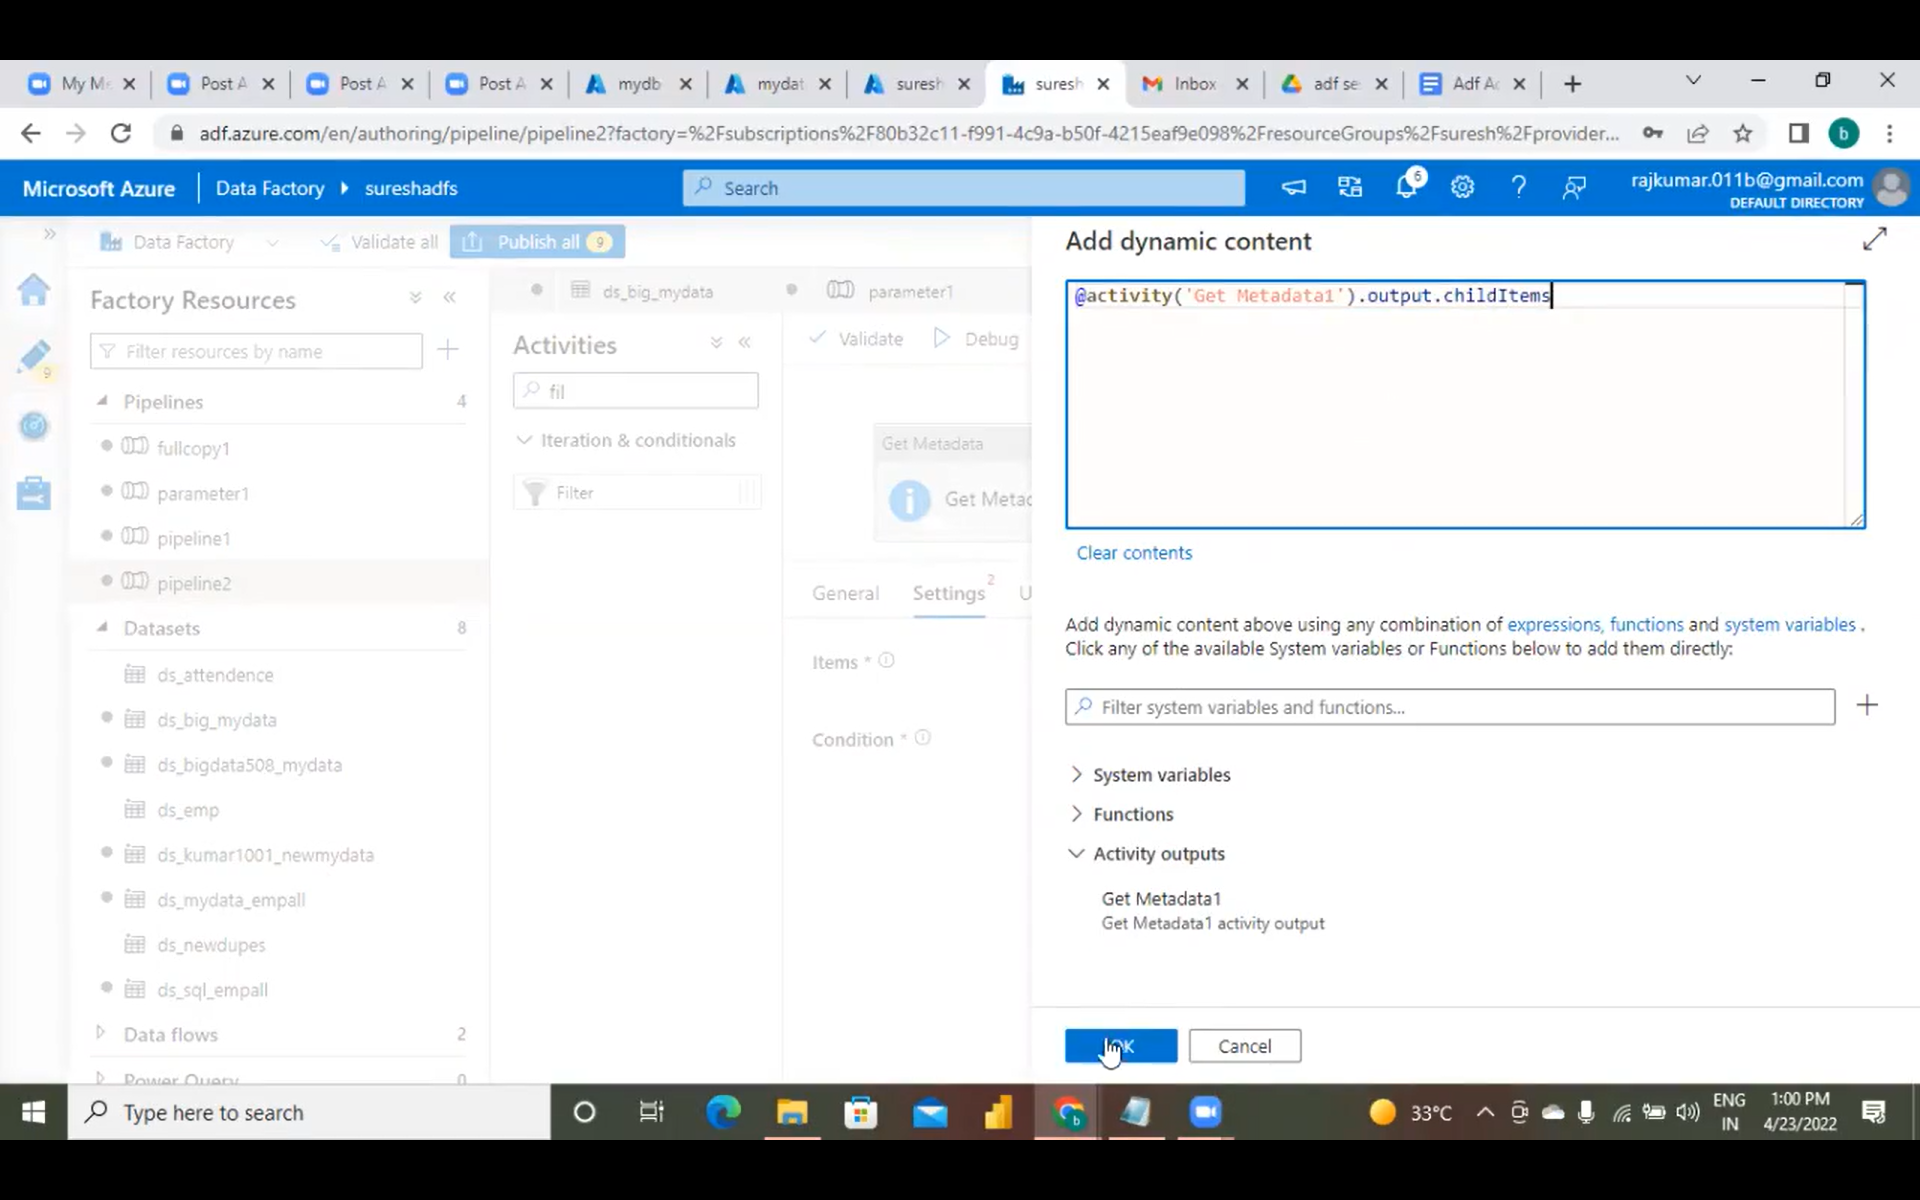 My Me
Post A
Post A
Post A
mydb
mydat
suresh
suresh
Inbox
adf se
Adf Ac
adf.azure.com/en/authoring/pipeline/pipeline2?factory=%2Fsubscriptions%2F80b32c11-f991-4c9a-b50f-4215eaf9e098%2FresourceGroups%2Fsuresh%2Fprovider...
b
Microsoft Azure
Data Factory
sureshadfs
Search
6
rajkumar.011b@gmail.com
DEFAULT DIRECTORY
Data Factory
Validate all
Publish all 9
Factory Resources
Filter resources by name
9
Pipelines 4
fullcopy1
parameter1
pipeline1
pipeline2
Datasets 8
ds_attendence
ds_big_mydata
ds_bigdata508_mydata
ds_emp
ds_kumar1001_newmydata
ds_mydata_empall
ds_newdupes
ds_sql_empall
Data flows 2
Power Query 0
ds_big_mydata
parameter1
Activities
fil
Iteration & conditionals
Filter
Validate
Debug
Get Metadata
Get Metad
General
Settings 2
U
Items *
Condition *
Add dynamic content
@activity('Get Metadata1').output.childItems
Clear contents
Add dynamic content above using any combination of expressions, functions and system variables .
Click any of the available System variables or Functions below to add them directly:
Filter system variables and functions...
System variables
Functions
Activity outputs
Get Metadata1
Get Metadata1 activity output
OK
Cancel
Type here to search
b
33°C
ENG
IN
1:00 PM
4/23/2022